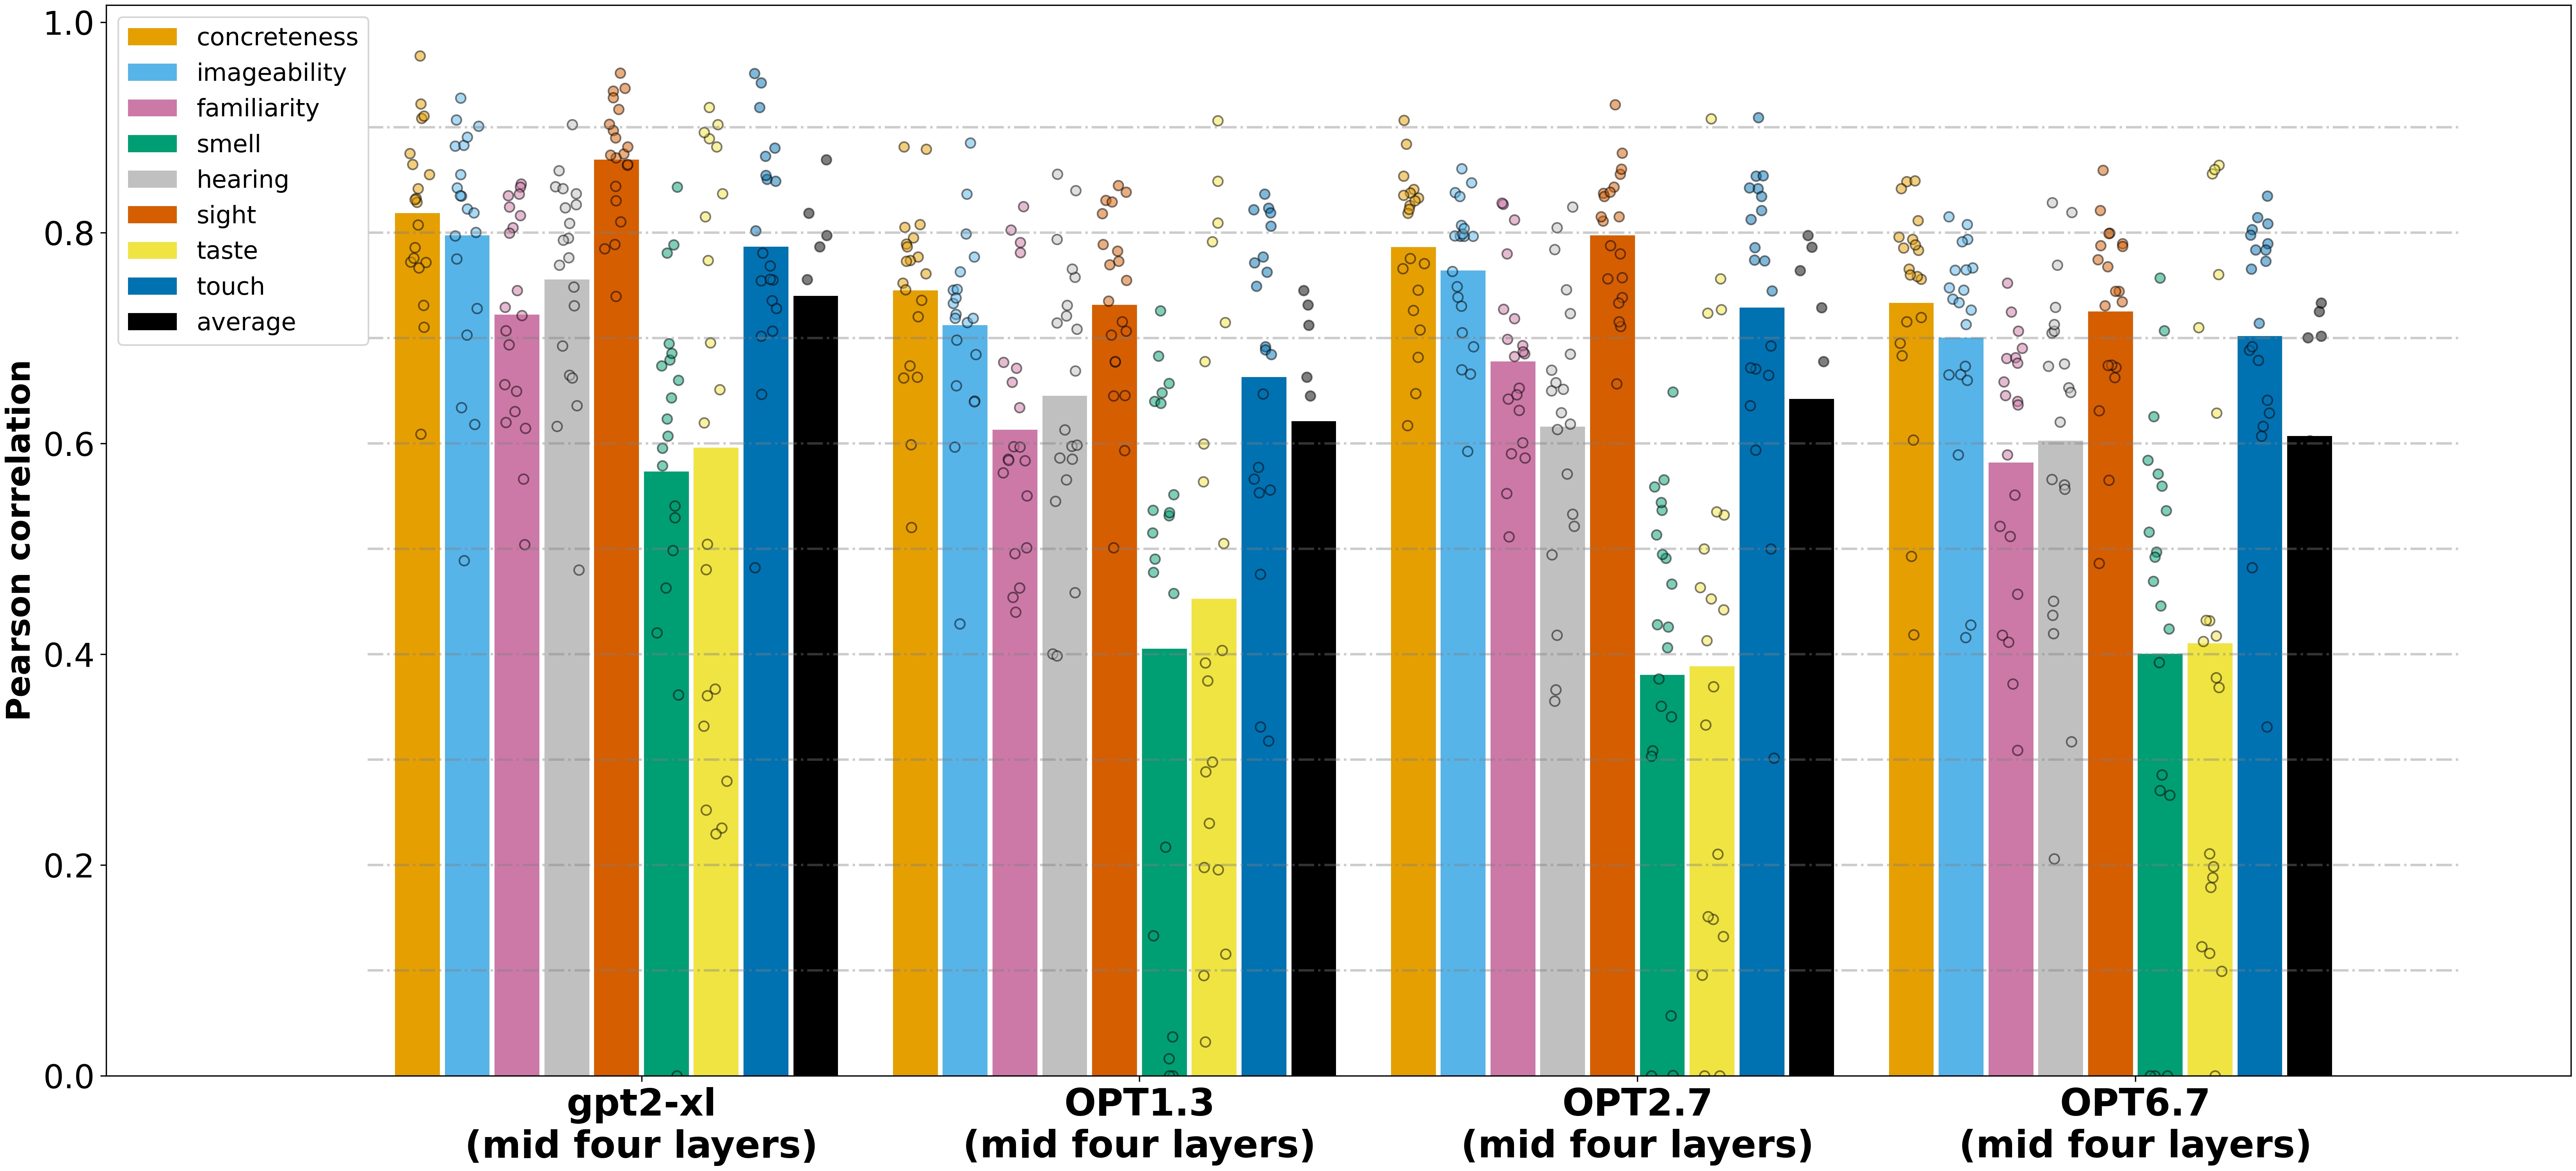 1.0
0.8
0.6
0.4
0.2
0.0
Pearson correlation
concreteness
imageability
familiarity
smell
hearing
sight
taste
touch
average
gpt2-xl
(mid four layers)
OPT1.3
(mid four layers)
OPT2.7
(mid four layers)
OPT6.7
(mid four layers)